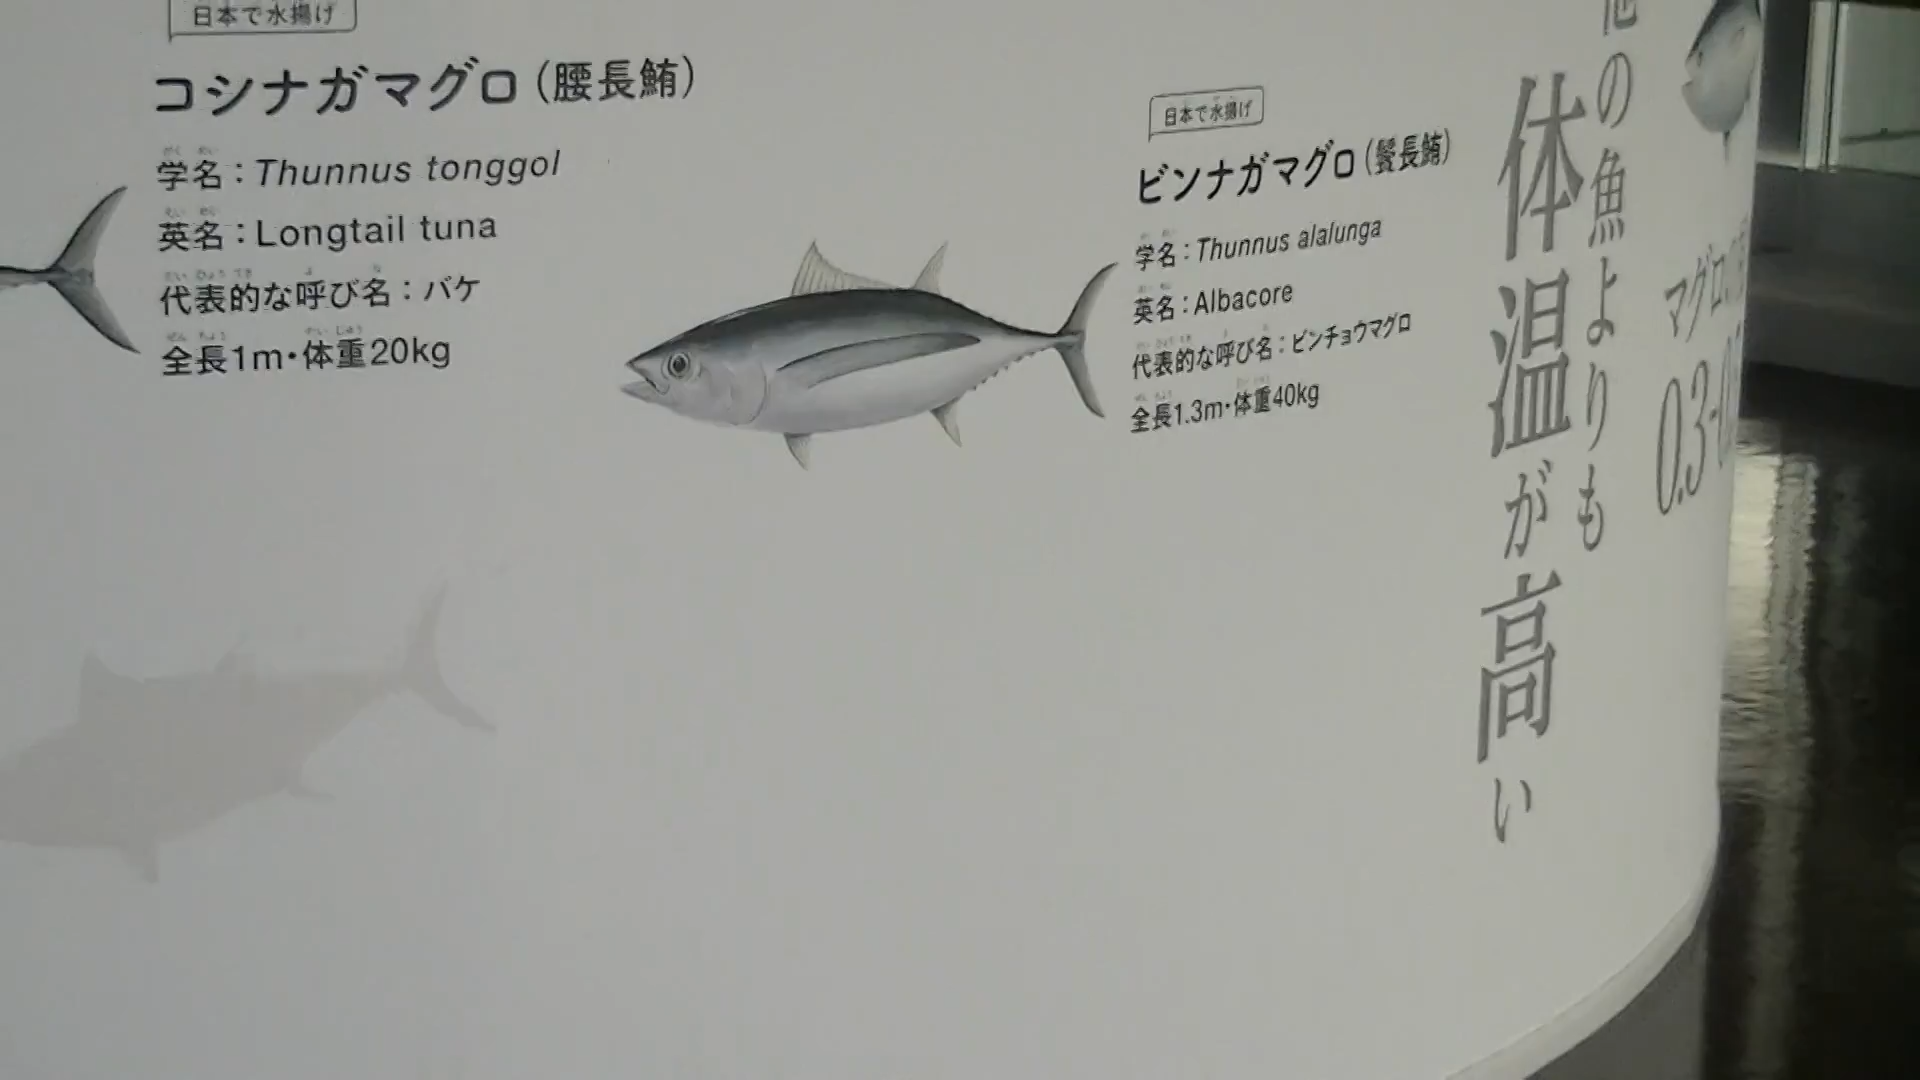 日本で水揚げ
コシナガマグロ(腰長鮪)
学名:Thunnus tonggol
英名:Longtail tuna
代表的な呼び名:バケ
全長1m・体重20kg
日本で水揚げ
ビンナガマグロ(鬢長鮪)
学名:Thunnus alalunga
英名:Albacore
代表的な呼び名:ビンチョウマグロ
全長1.3m・体重40kg
他の魚よりも
体温が高い
マグロ
0.3-